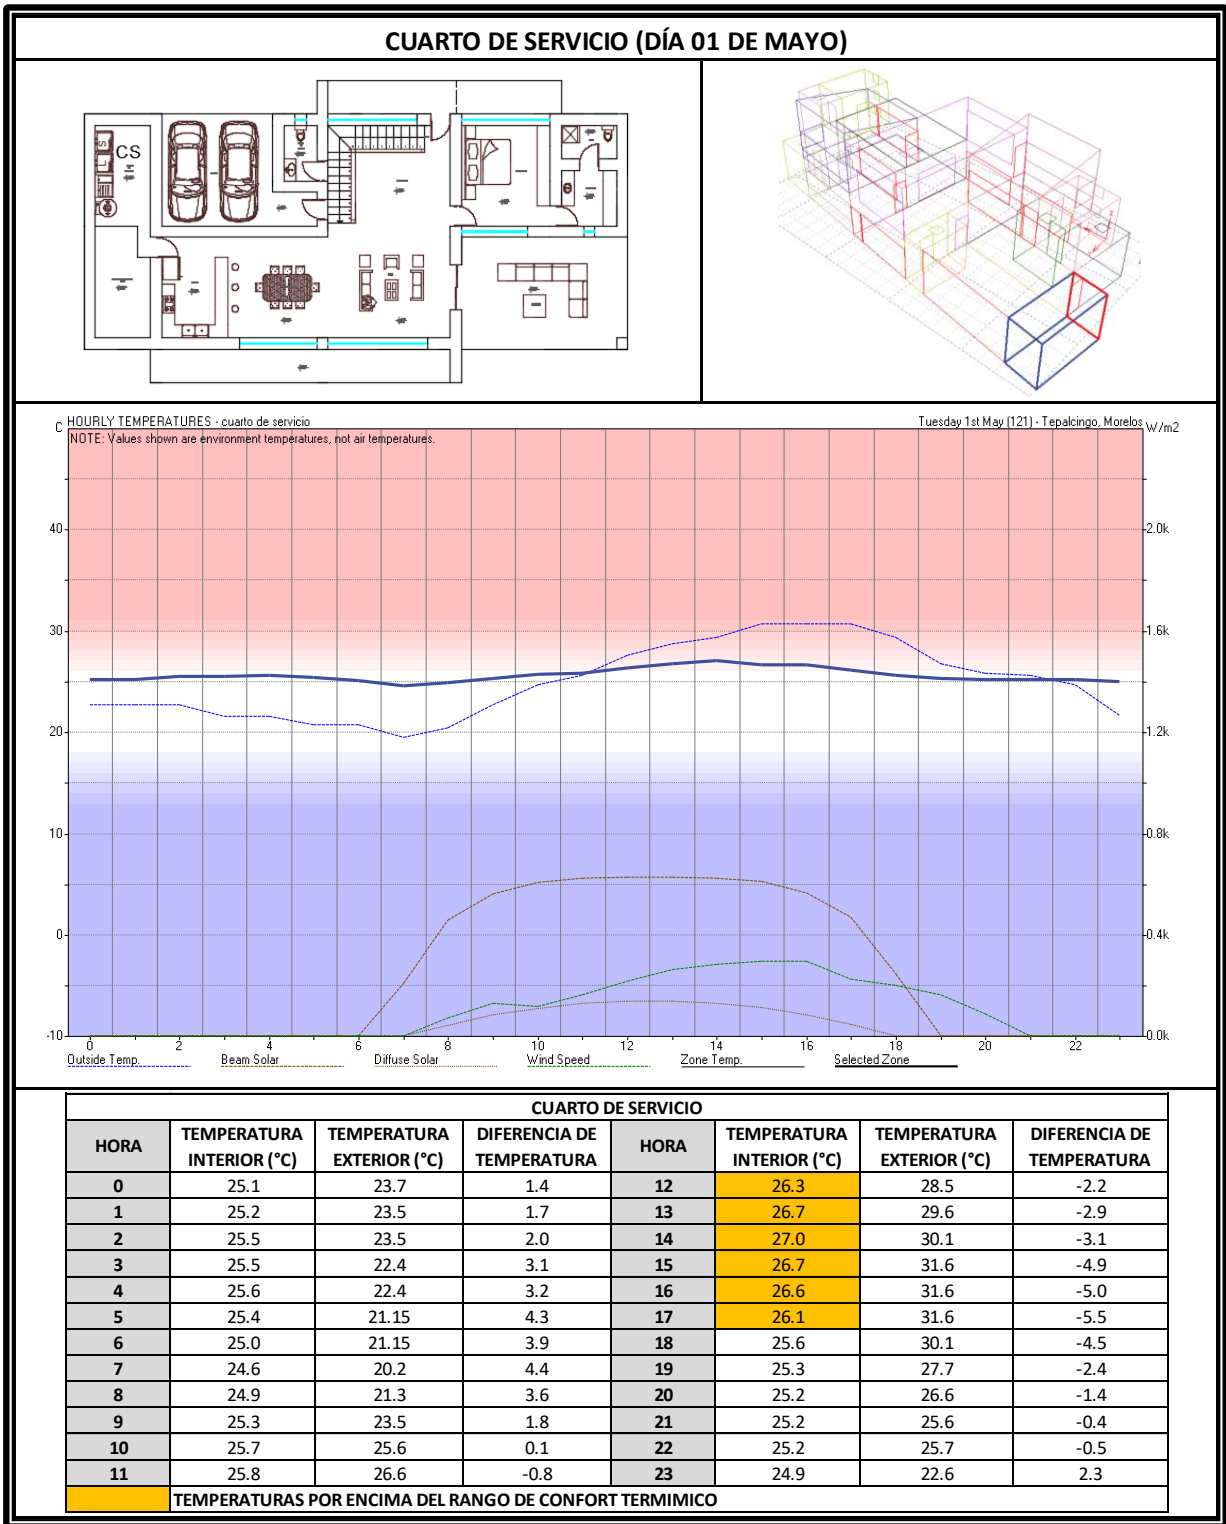 CUARTO DE SERVICIO (DÍA 01 DE MAYO)
CS
S
L
HOURLY TEMPERATURES - cuarto de servicio
Tuesday 1st May (121) - Tepalcingo, Morelos
C
W/m2
NOTE: Values shown are environment temperatures, not air temperatures.
40 2.0k
30 1.6k
20 1.2k
10 0.8k
0 0.4k
-10 0.0k
0 2 4 6 8 10 12 14 16 18 20 22
Outside Temp. Beam Solar Diffuse Solar Wind Speed Zone Temp. Selected Zone
CUARTO DE SERVICIO
HORA TEMPERATURA INTERIOR (°C) TEMPERATURA EXTERIOR (°C) DIFERENCIA DE TEMPERATURA HORA TEMPERATURA INTERIOR (°C) TEMPERATURA EXTERIOR (°C) DIFERENCIA DE TEMPERATURA
0 25.1 23.7 1.4 12 26.3 28.5 -2.2
1 25.2 23.5 1.7 13 26.7 29.6 -2.9
2 25.5 23.5 2.0 14 27.0 30.1 -3.1
3 25.5 22.4 3.1 15 26.7 31.6 -4.9
4 25.6 22.4 3.2 16 26.6 31.6 -5.0
5 25.4 21.15 4.3 17 26.1 31.6 -5.5
6 25.0 21.15 3.9 18 25.6 30.1 -4.5
7 24.6 20.2 4.4 19 25.3 27.7 -2.4
8 24.9 21.3 3.6 20 25.2 26.6 -1.4
9 25.3 23.5 1.8 21 25.2 25.6 -0.4
10 25.7 25.6 0.1 22 25.2 25.7 -0.5
11 25.8 26.6 -0.8 23 24.9 22.6 2.3
TEMPERATURAS POR ENCIMA DEL RANGO DE CONFORT TERMIMICO